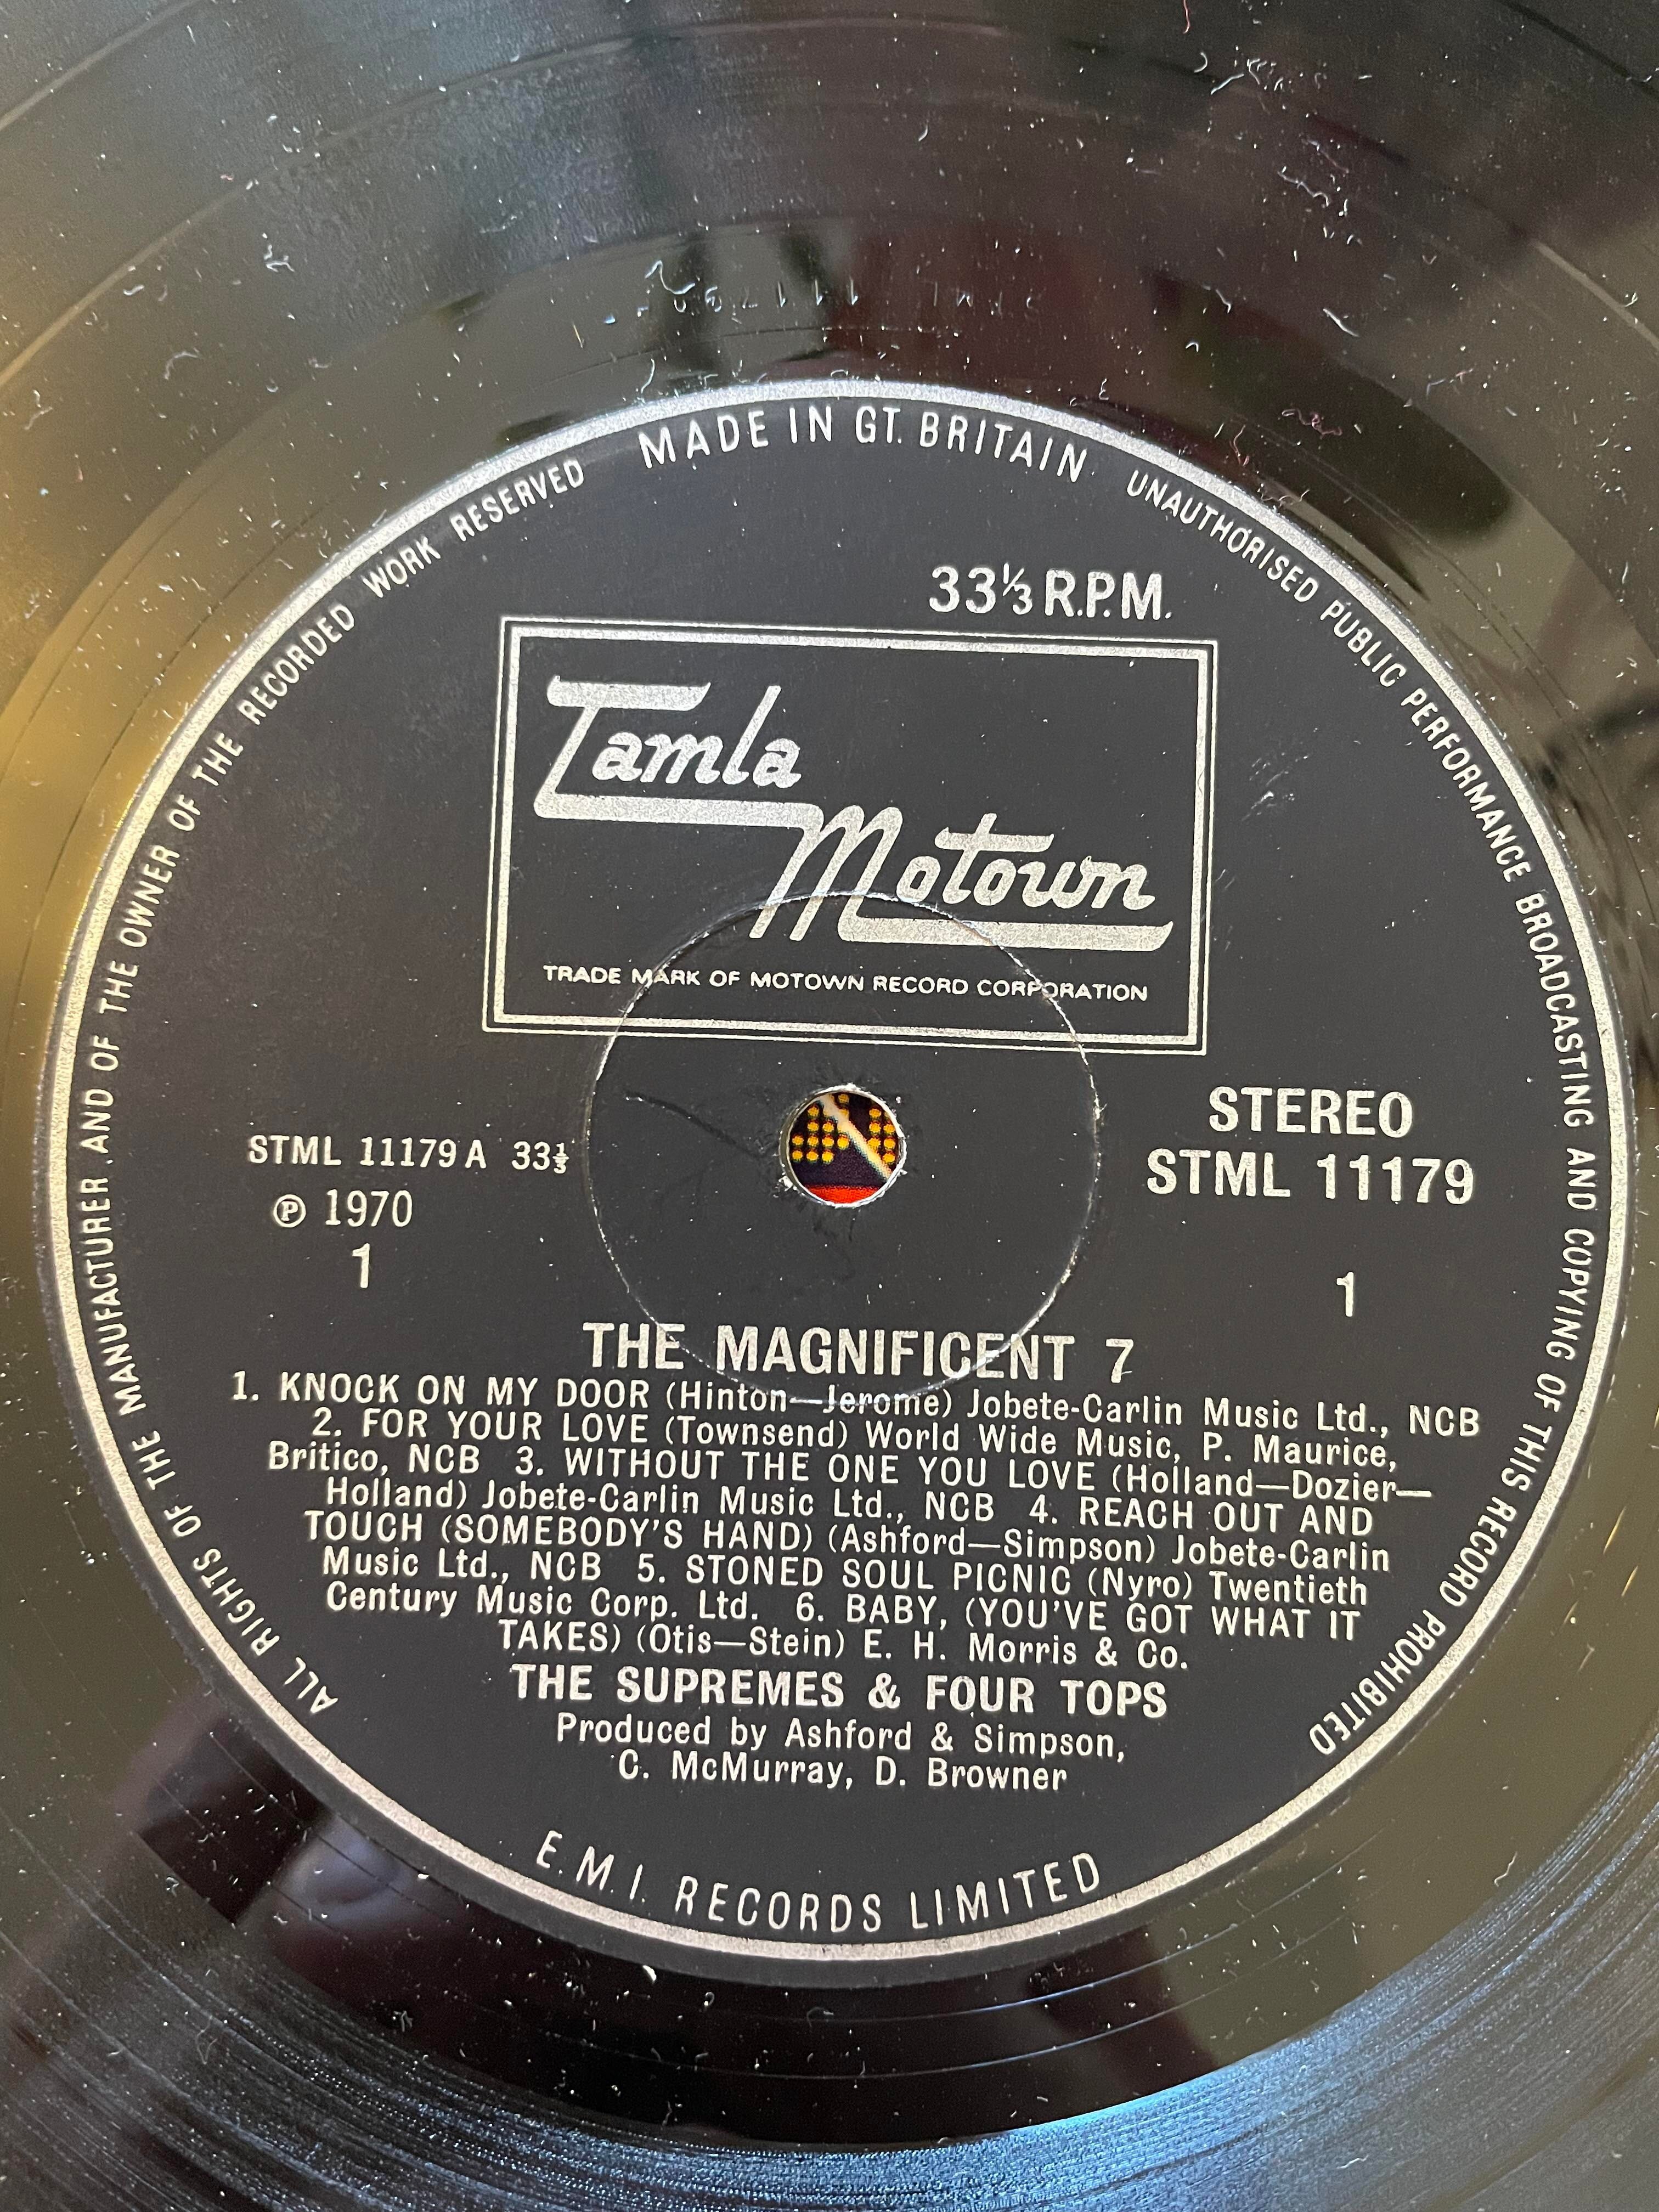 STML 11179
MADE IN GT. BRITAIN
UNAUTHORISED PUBLIC PERFORMANCE BROADCASTING AND COPYING OF THIS RECORD PROHIBITED
ALL RIGHTS OF THE MANUFACTURER AND OF THE OWNER OF THE RECORDED WORK RESERVED
33⅓ R.P.M.
Tamla
Motown
TRADE MARK OF MOTOWN RECORD CORPORATION
STEREO
STML 11179
1
STML 11179 A 33⅓
Ⓟ 1970
1
THE MAGNIFICENT 7
1. KNOCK ON MY DOOR (Hinton—Jerome) Jobete-Carlin Music Ltd., NCB
2. FOR YOUR LOVE (Townsend) World Wide Music, P. Maurice,
Britico, NCB 3. WITHOUT THE ONE YOU LOVE (Holland—Dozier—
Holland) Jobete-Carlin Music Ltd., NCB 4. REACH OUT AND
TOUCH (SOMEBODY'S HAND) (Ashford—Simpson) Jobete-Carlin
Music Ltd., NCB 5. STONED SOUL PICNIC (Nyro) Twentieth
Century Music Corp. Ltd. 6. BABY, (YOU'VE GOT WHAT IT
TAKES) (Otis—Stein) E. H. Morris & Co.
THE SUPREMES & FOUR TOPS
Produced by Ashford & Simpson,
C. McMurray, D. Browner
E.M.I. RECORDS LIMITED